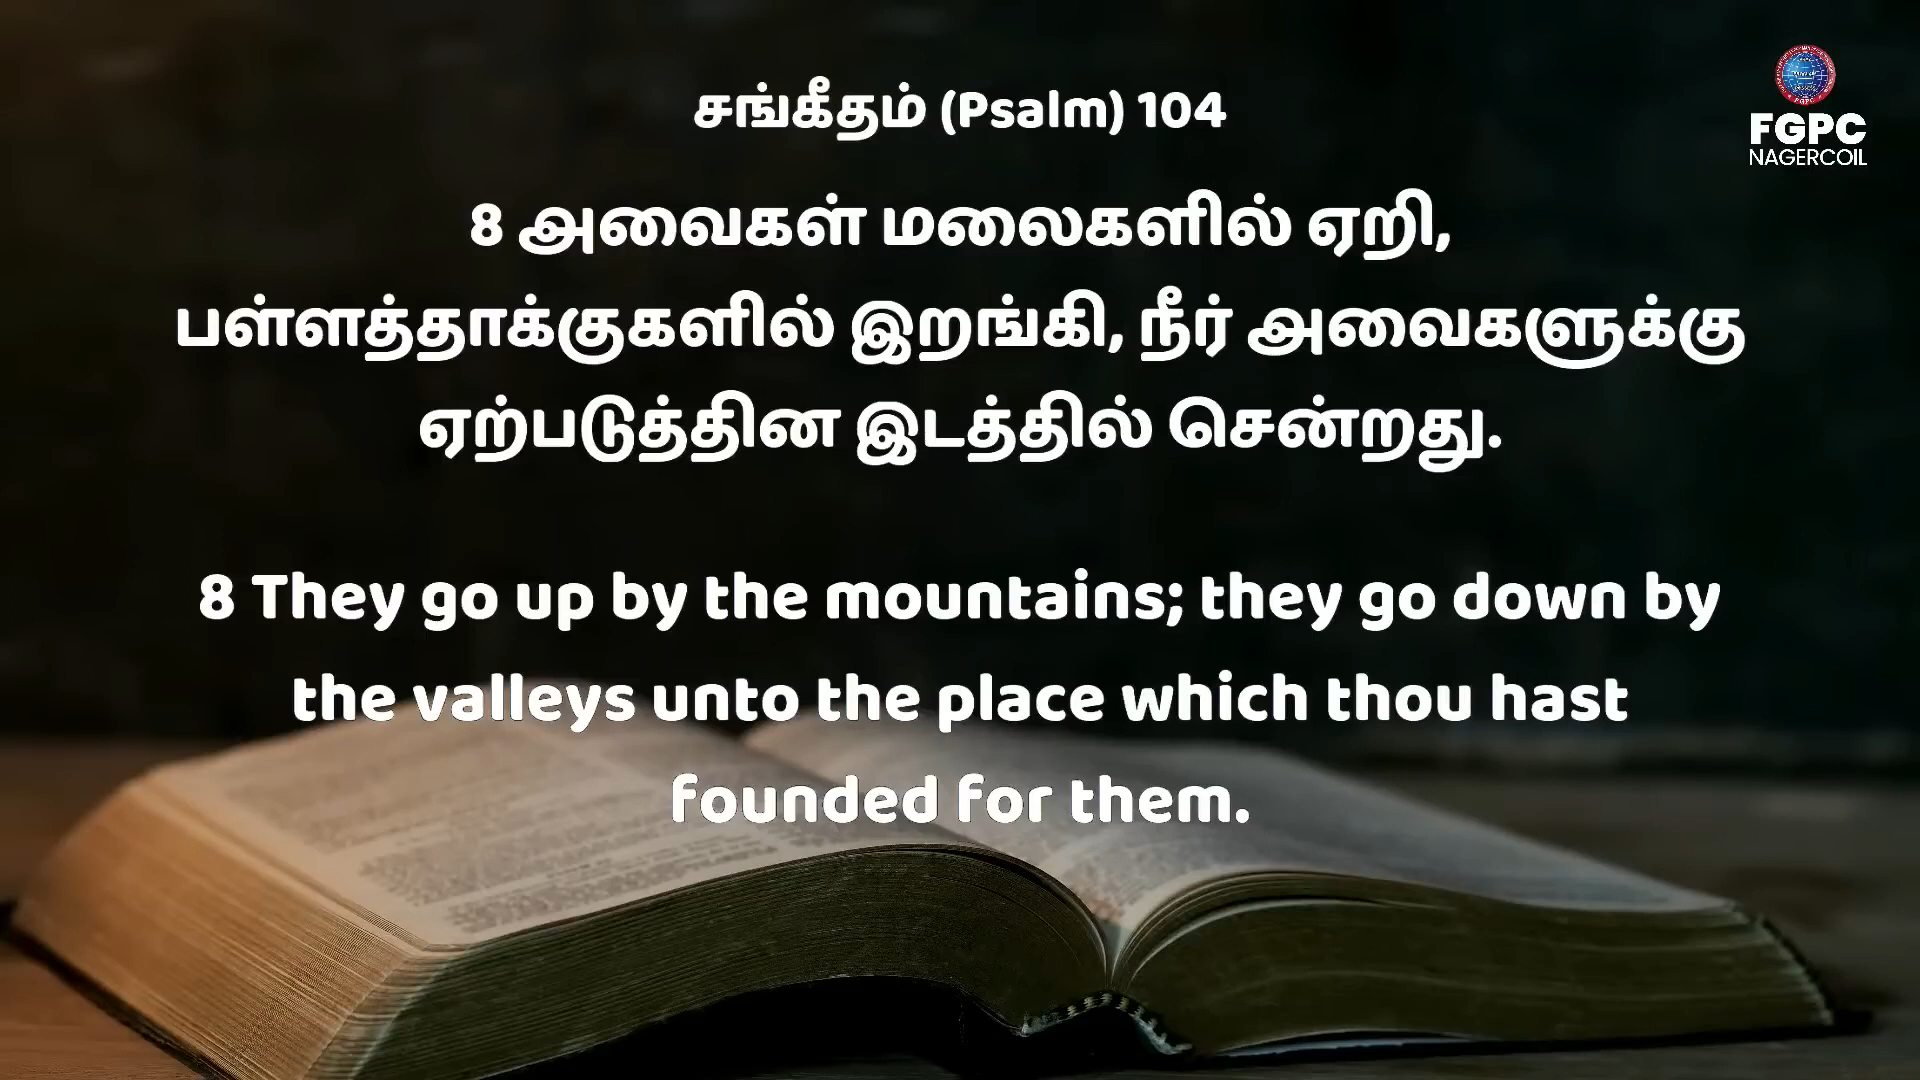 சங்கீதம் (Psalm) 104
FGPC
NAGERCOIL
8 அவைகள் மலைகளில் ஏறி,
பள்ளத்தாக்குகளில் இறங்கி, நீர் அவைகளுக்கு
ஏற்படுத்தின இடத்தில் சென்றது.
8 They go up by the mountains; they go down by
the valleys unto the place which thou hast
founded for them.